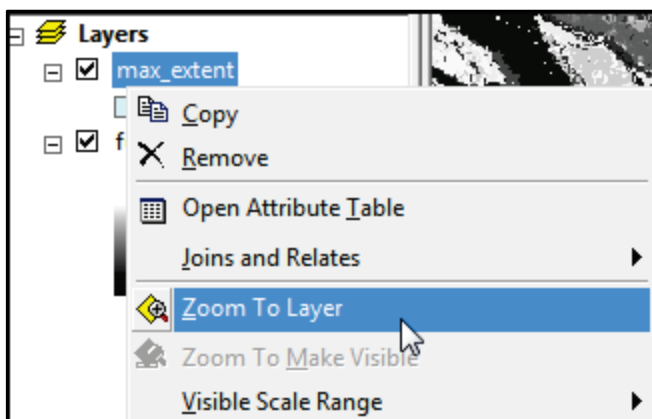 Layers
max_extent
Copy
f
Remove
Open Attribute Table
Joins and Relates
Zoom To Layer
Zoom To Make Visible
Visible Scale Range